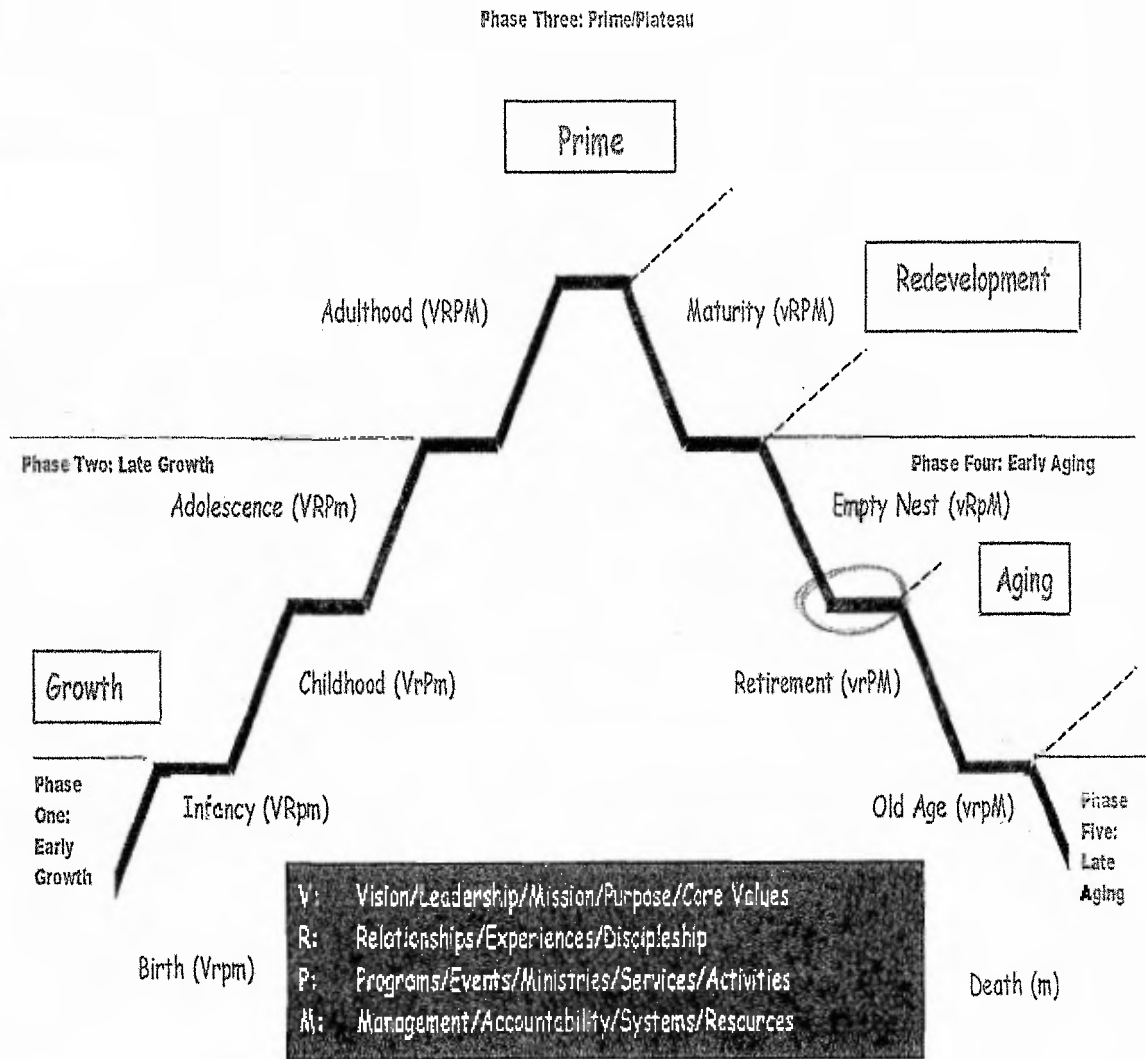 Phase Three: Prime/Plateau
Prime
Redevelopment
Adulthood (VRPM)
Maturity (vRPM)
Phase Two: Late Growth
Phase Four: Early Aging
Adolescence (VRPm)
Empty Nest (vRpM)
Aging
Growth
Childhood (VrPm)
Retirement (vrPM)
Phase
One:
Early
Growth
Infancy (VRpm)
Old Age (vrpM)
Phase
Five:
Late
Aging
V: Vision/Leadership/Mission/Purpose/Core Values
R: Relationships/Experiences/Discipleship
P: Programs/Events/Ministries/Services/Activities
M: Management/Accountability/Systems/Resources
Birth (Vrpm)
Death (m)